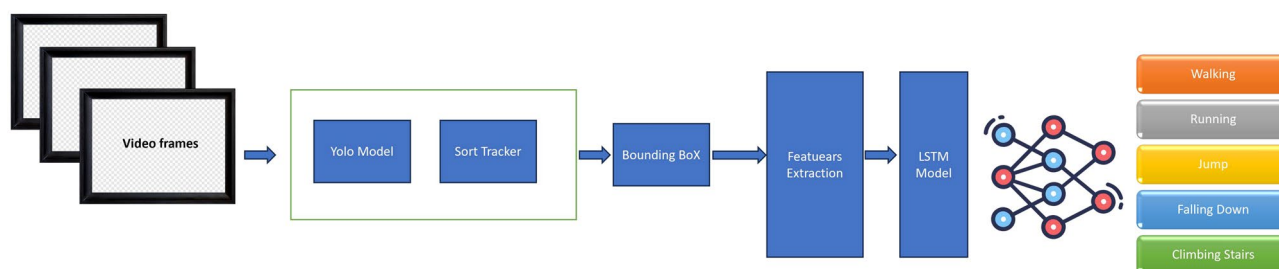 Video frames
Yolo Model
Sort Tracker
Bounding BoX
Featuears
Extraction
LSTM
Model
Walking
Running
Jump
Falling Down
Climbing Stairs